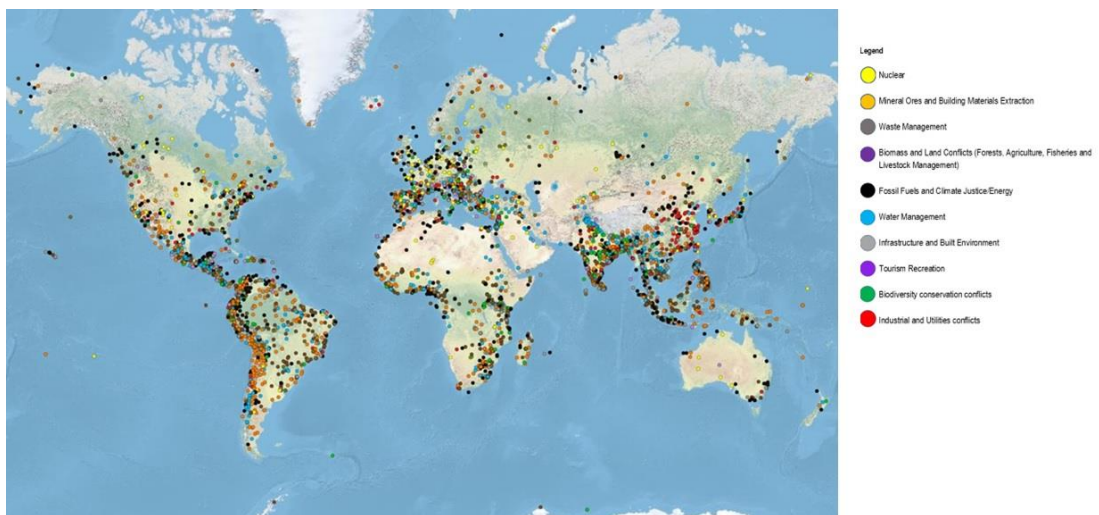 Legend
Nuclear
Mineral Ores and Building Materials Extraction
Waste Management
Biomass and Land Conflicts (Forests, Agriculture, Fisheries and
Livestock Management)
Fossil Fuels and Climate Justice/Energy
Water Management
Infrastructure and Built Environment
Tourism Recreation
Biodiversity conservation conflicts
Industrial and Utilities conflicts